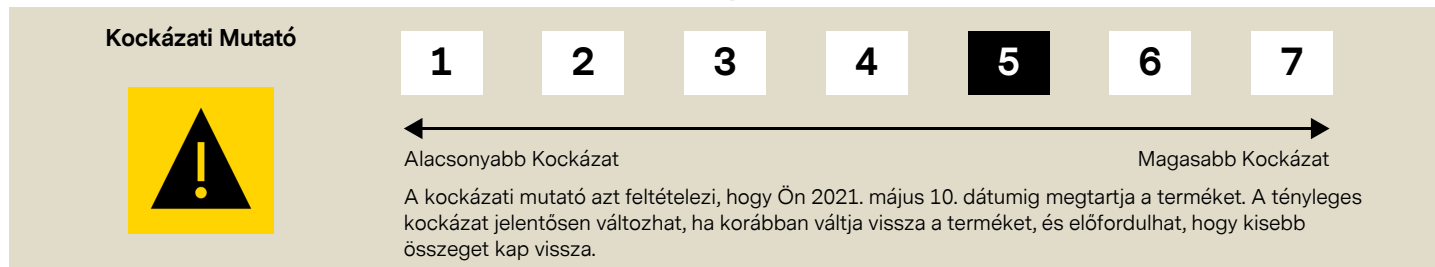 Kockázati Mutató
1 2 3 4 5 6 7
Alacsonyabb Kockázat Magasabb Kockázat
A kockázati mutató azt feltételezi, hogy Ön 2021. május 10. dátumig megtartja a terméket. A tényleges
kockázat jelentősen változhat, ha korábban váltja vissza a terméket, és előfordulhat, hogy kisebb
összeget kap vissza.